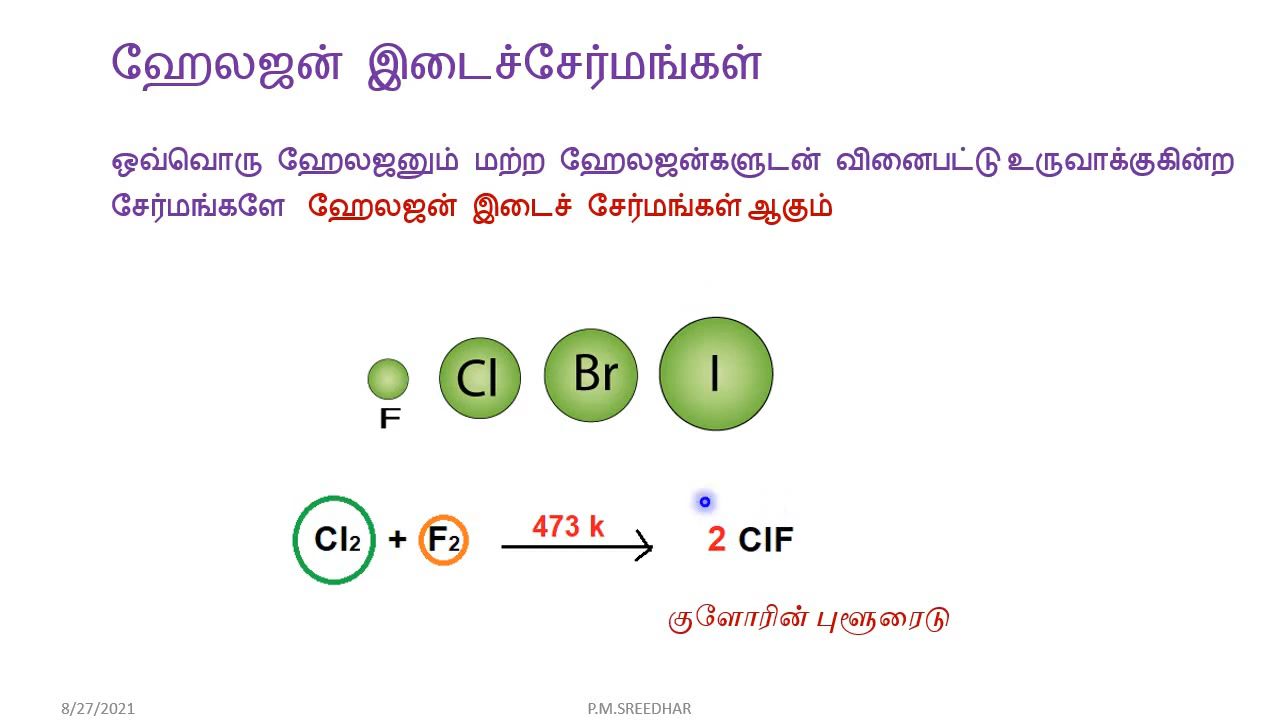 ஹேலஜன் இடைச்சேர்மங்கள்
ஒவ்வொரு ஹேலஜனும் மற்ற ஹேலஜன்களுடன் வினைபட்டு உருவாக்குகின்ற
சேர்மங்களே ஹேலஜன் இடைச் சேர்மங்கள் ஆகும்
F Cl Br I
Cl₂ + F₂ 473 k 2 ClF
குளோரின் புளூரைடு
8/27/2021 P.M.SREEDHAR